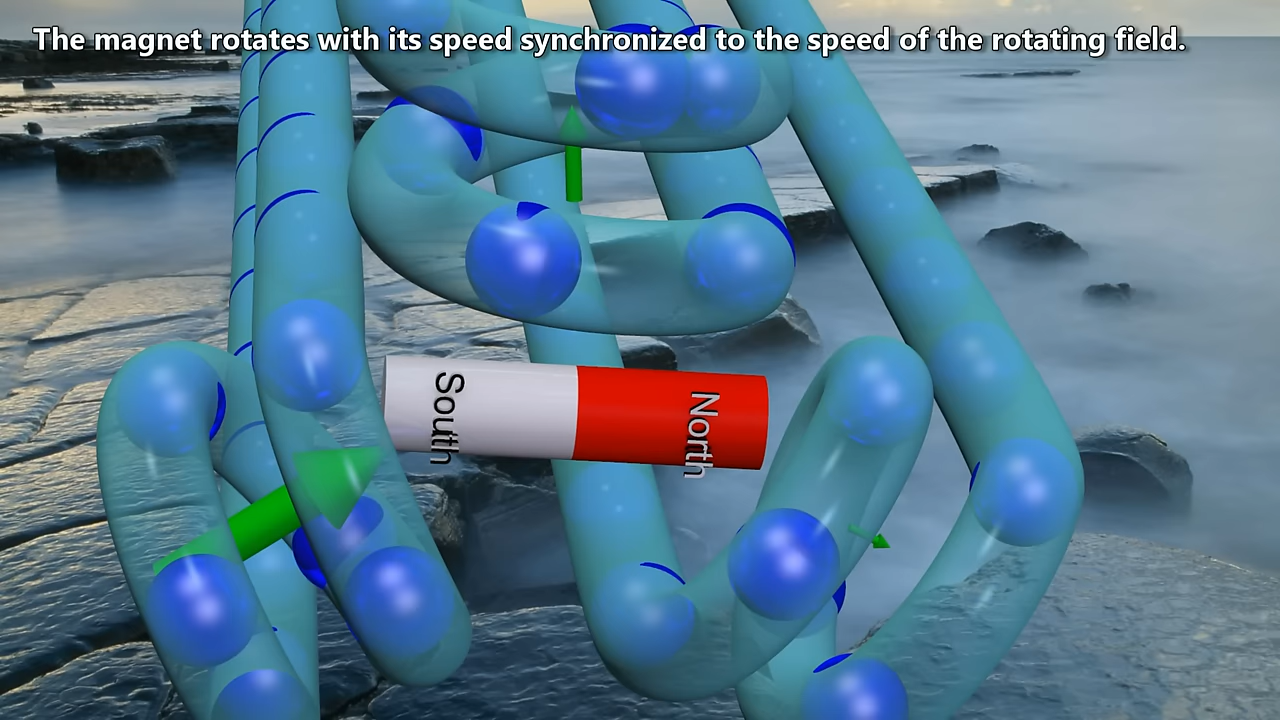 The magnet rotates with its speed synchronized to the speed of the rotating field.
South
North